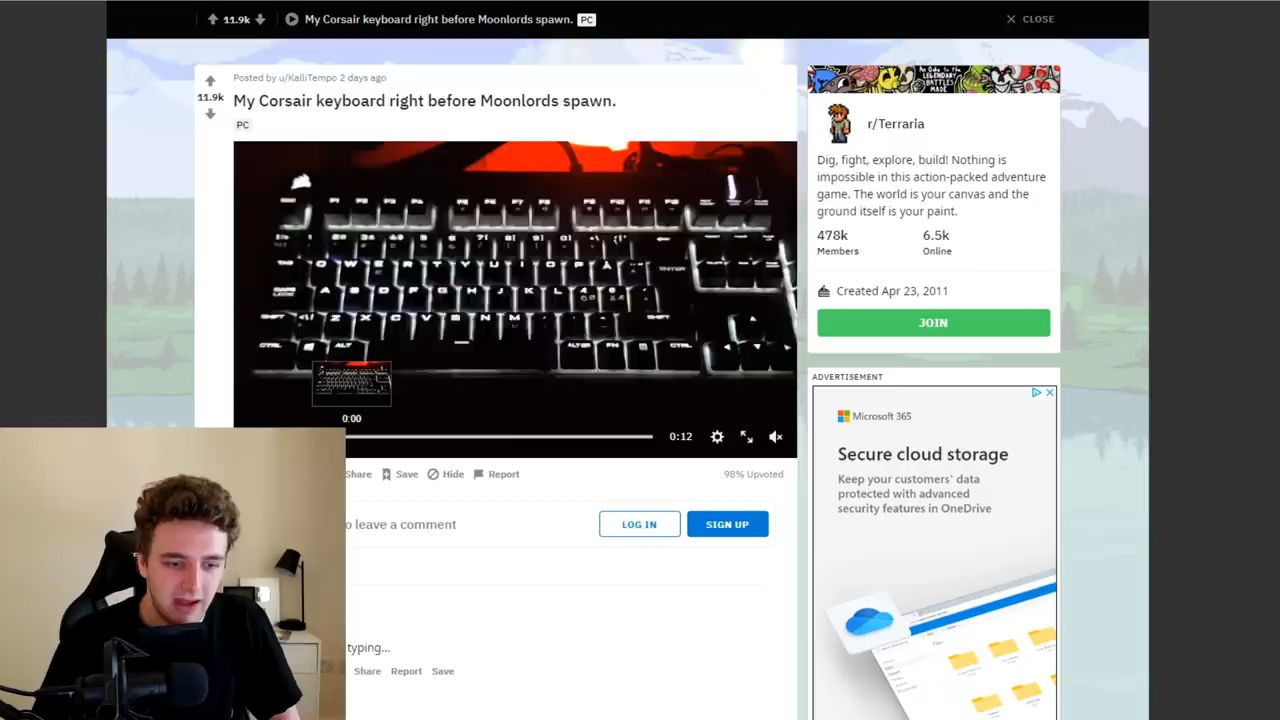 11.9k
My Corsair keyboard right before Moonlords spawn. PC
CLOSE
Posted by u/KalliTempo 2 days ago
11.9k
My Corsair keyboard right before Moonlords spawn.
PC
0:00
0:12
Share Save Hide Report
98% Upvoted
o leave a comment
LOG IN
SIGN UP
typing...
Share Report Save
r/Terraria
Dig, fight, explore, build! Nothing is
impossible in this action-packed adventure
game. The world is your canvas and the
ground itself is your paint.
478k
6.5k
Members
Online
Created Apr 23, 2011
JOIN
ADVERTISEMENT
Microsoft 365
Secure cloud storage
Keep your customers' data
protected with advanced
security features in OneDrive